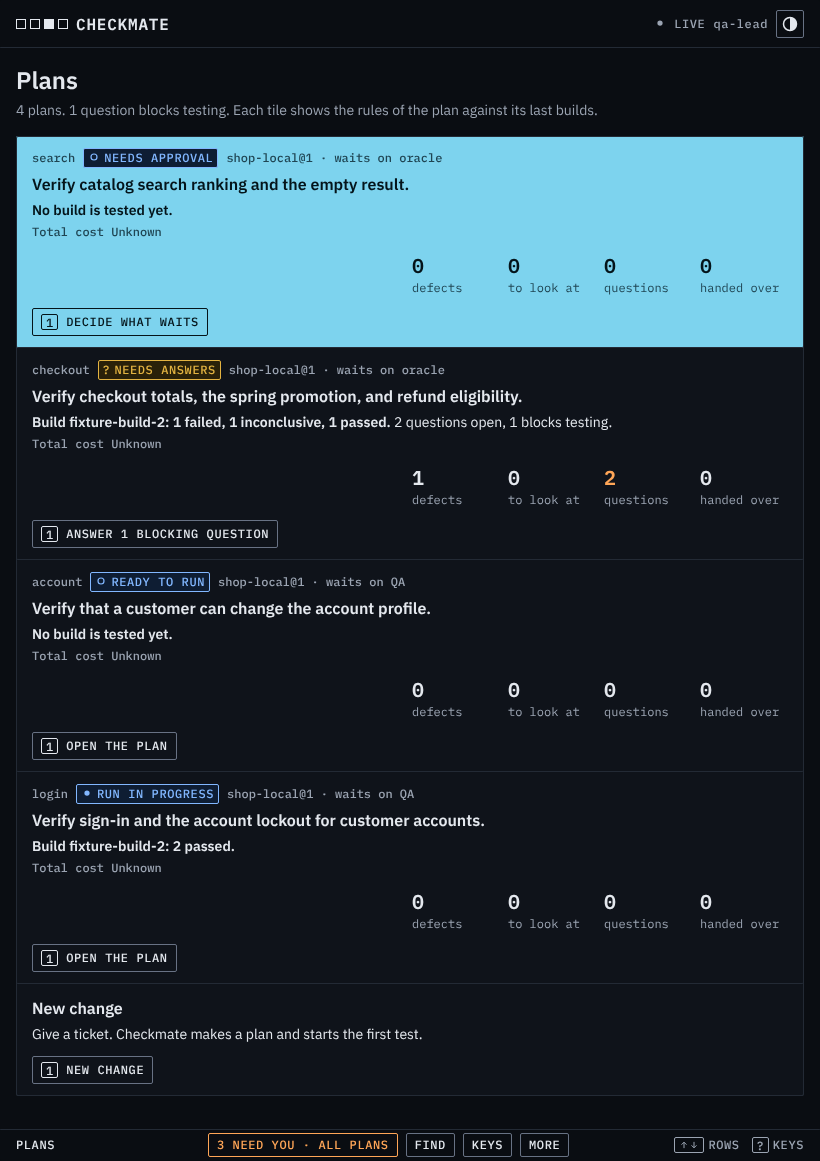 CHECKMATE
LIVE qa-lead
Plans
4 plans. 1 question blocks testing. Each tile shows the rules of the plan against its last builds.
search NEEDS APPROVAL shop-local@1 · waits on oracle
Verify catalog search ranking and the empty result.
No build is tested yet.
Total cost Unknown
0 0 0 0
defects to look at questions handed over
1 DECIDE WHAT WAITS
checkout ? NEEDS ANSWERS shop-local@1 · waits on oracle
Verify checkout totals, the spring promotion, and refund eligibility.
Build fixture-build-2: 1 failed, 1 inconclusive, 1 passed. 2 questions open, 1 blocks testing.
Total cost Unknown
1 0 2 0
defects to look at questions handed over
1 ANSWER 1 BLOCKING QUESTION
account READY TO RUN shop-local@1 · waits on QA
Verify that a customer can change the account profile.
No build is tested yet.
Total cost Unknown
0 0 0 0
defects to look at questions handed over
1 OPEN THE PLAN
login RUN IN PROGRESS shop-local@1 · waits on QA
Verify sign-in and the account lockout for customer accounts.
Build fixture-build-2: 2 passed.
Total cost Unknown
0 0 0 0
defects to look at questions handed over
1 OPEN THE PLAN
New change
Give a ticket. Checkmate makes a plan and starts the first test.
1 NEW CHANGE
PLANS 3 NEED YOU · ALL PLANS FIND KEYS MORE ↑↓ ROWS ? KEYS